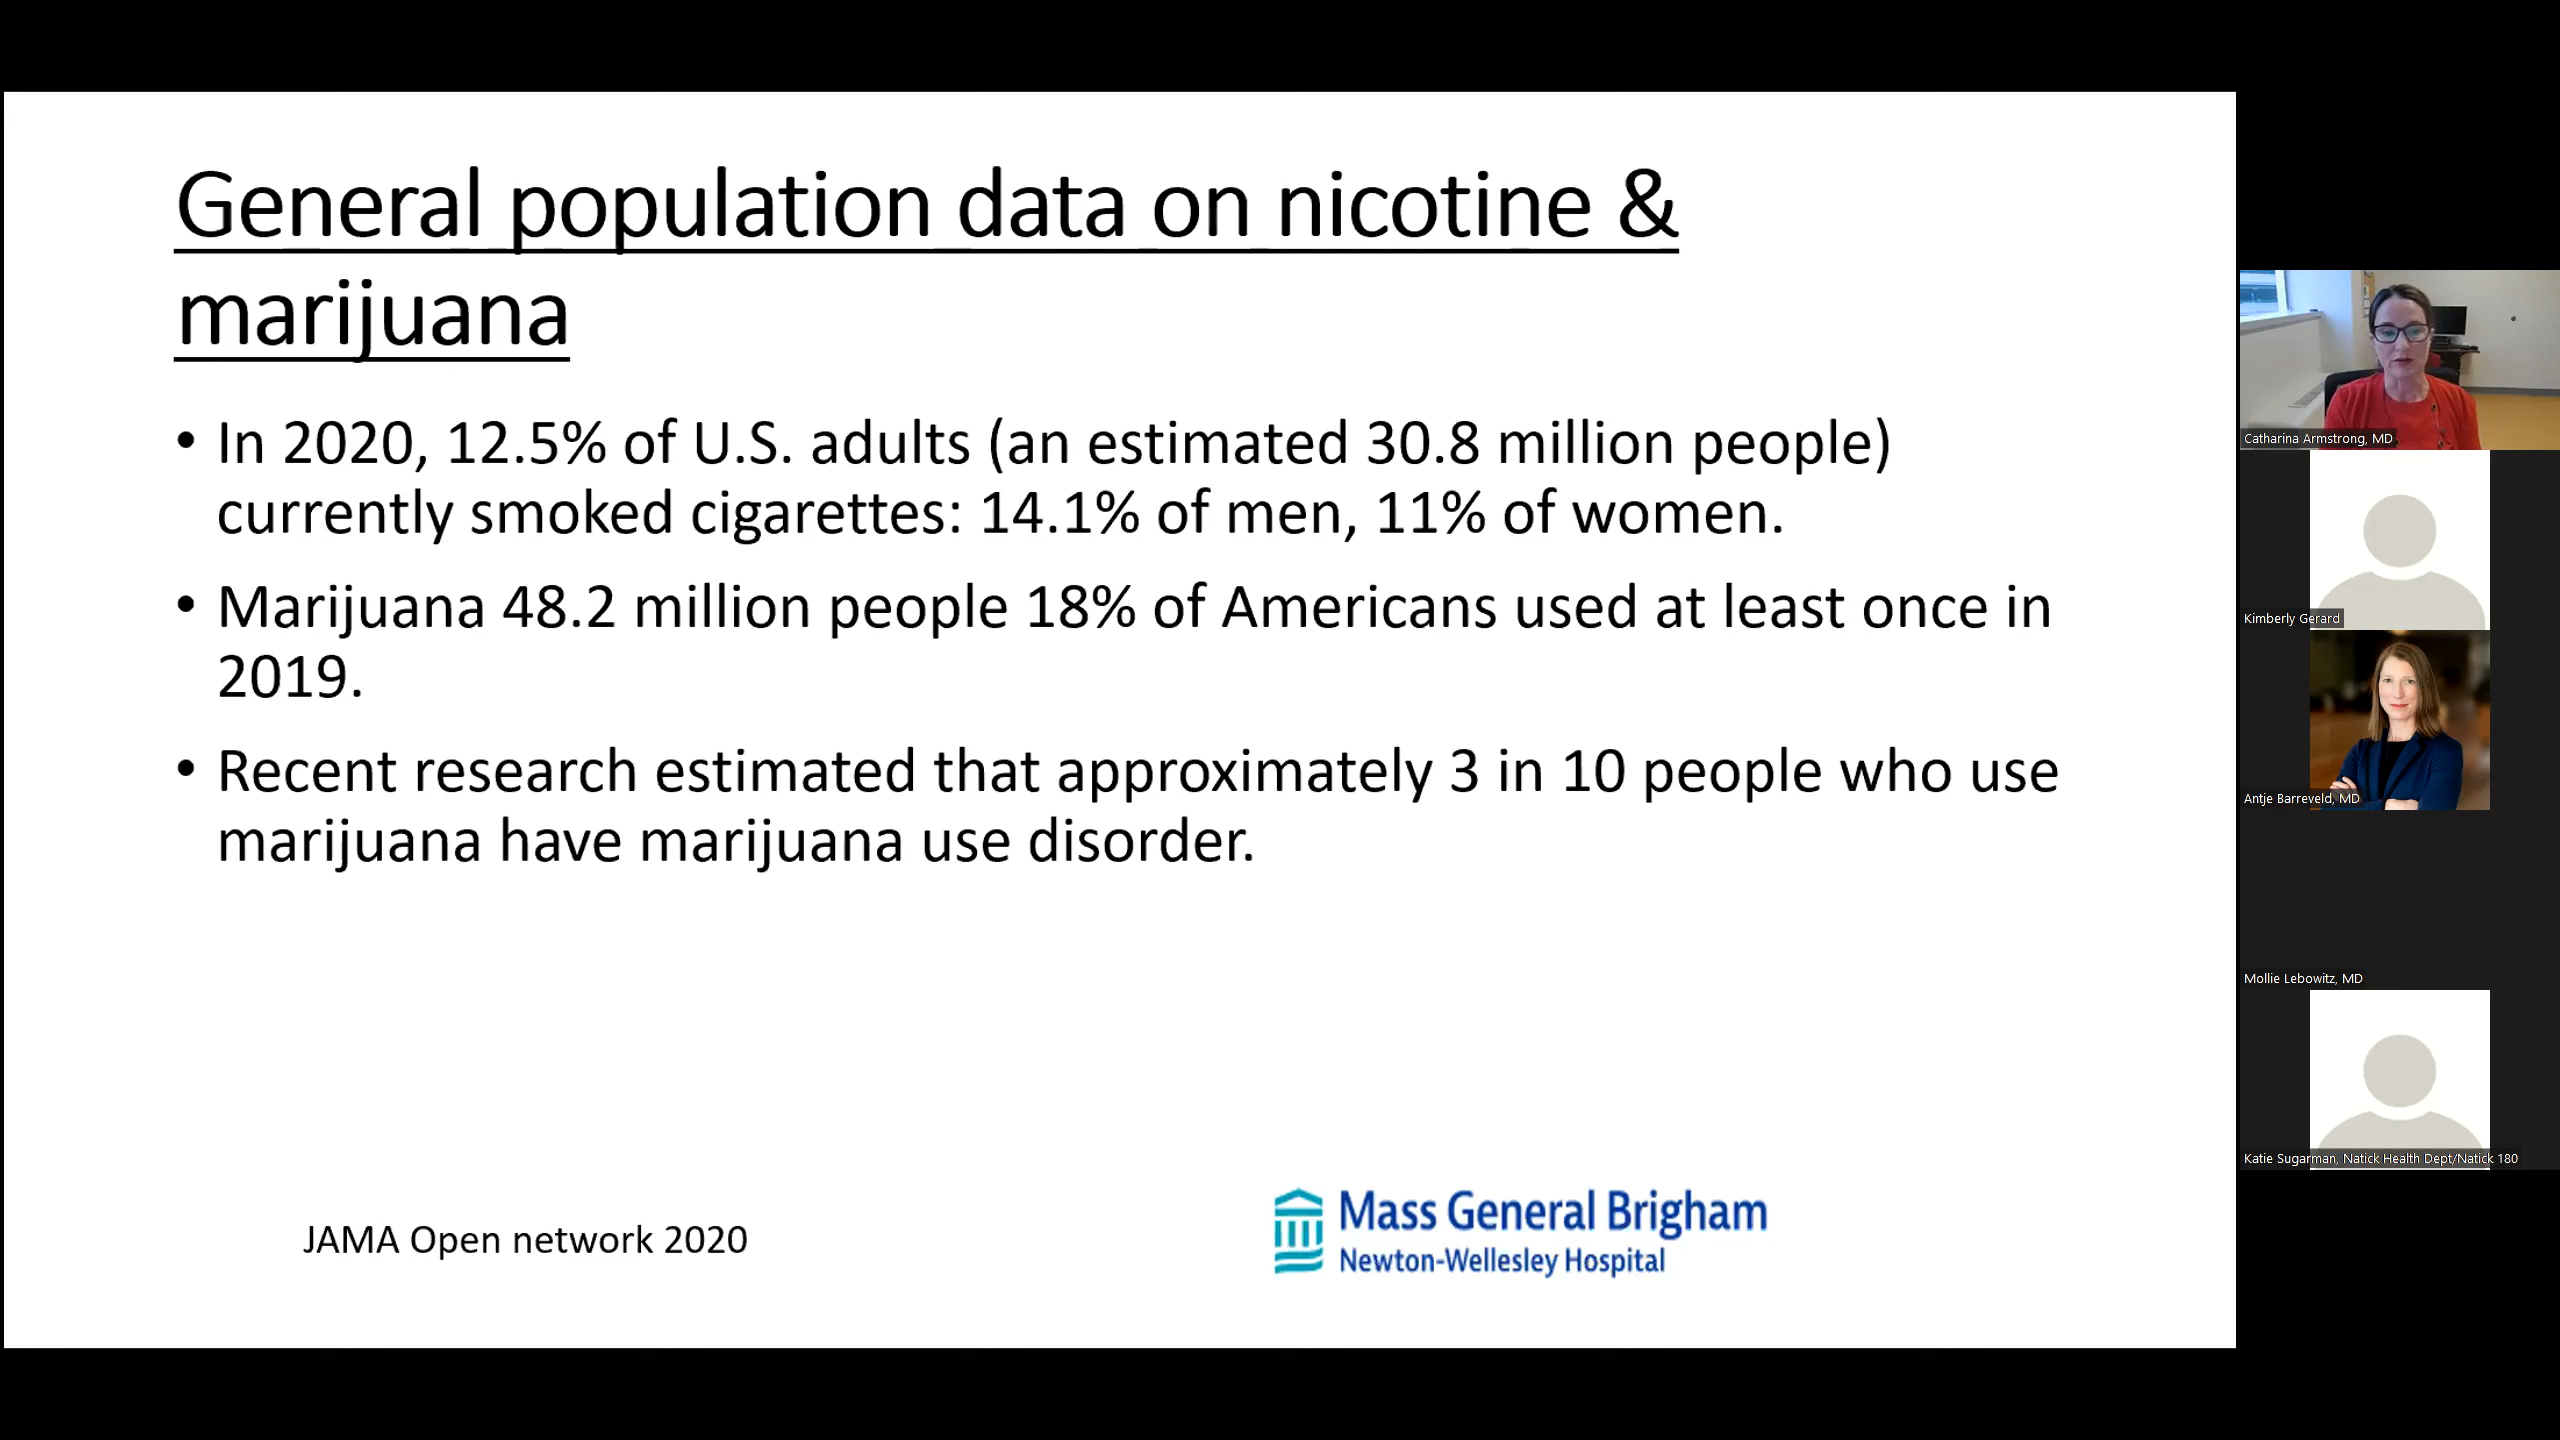 General population data on nicotine &
marijuana
• In 2020, 12.5% of U.S. adults (an estimated 30.8 million people)
currently smoked cigarettes: 14.1% of men, 11% of women.
• Marijuana 48.2 million people 18% of Americans used at least once in
2019.
• Recent research estimated that approximately 3 in 10 people who use
marijuana have marijuana use disorder.
JAMA Open network 2020
Mass General Brigham
Newton-Wellesley Hospital
Catharina Armstrong, MD
Kimberly Gerard
Antje Barreveld, MD
Mollie Lebowitz, MD
Katie Sugarman, Natick Health Dept/Natick 180